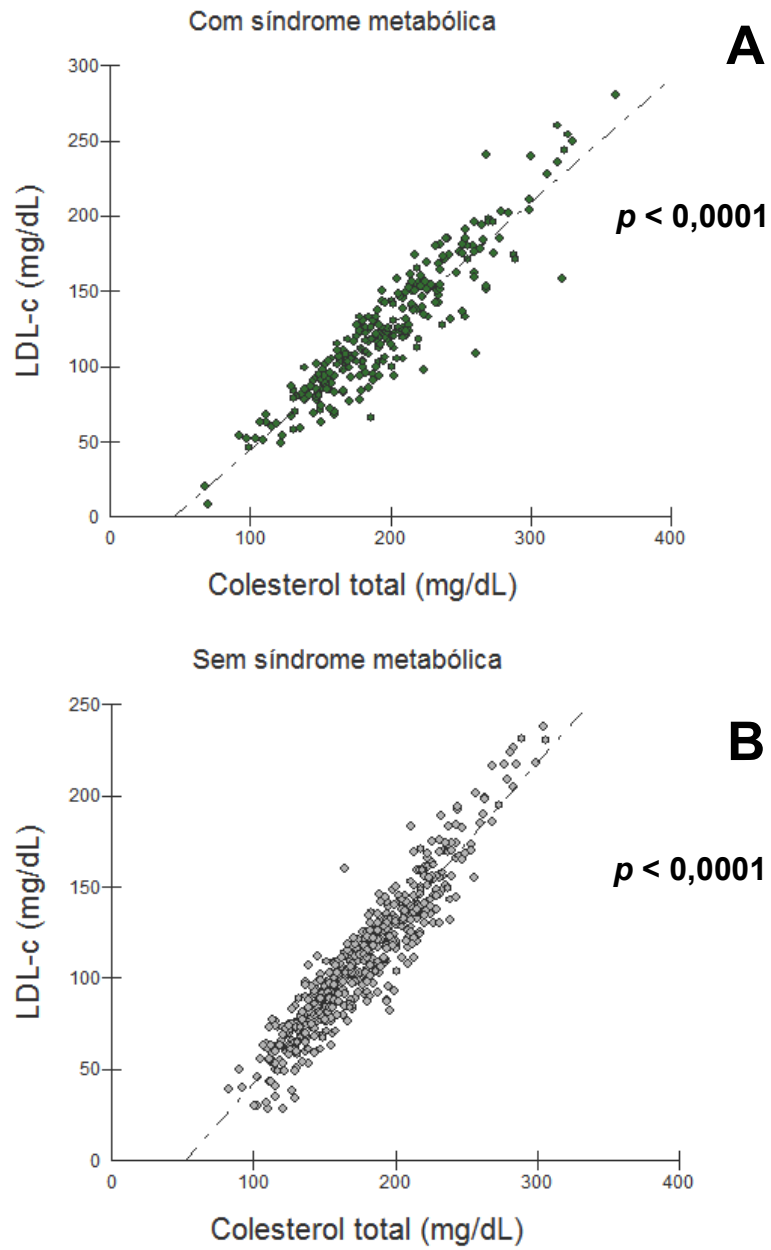 Com síndrome metabólica
A
300
250
200
150
100
50
0
p < 0,0001
LDL-c (mg/dL)
0
100
200
300
400
Colesterol total (mg/dL)
Sem síndrome metabólica
B
250
200
150
100
50
0
p < 0,0001
LDL-c (mg/dL)
0
100
200
300
400
Colesterol total (mg/dL)